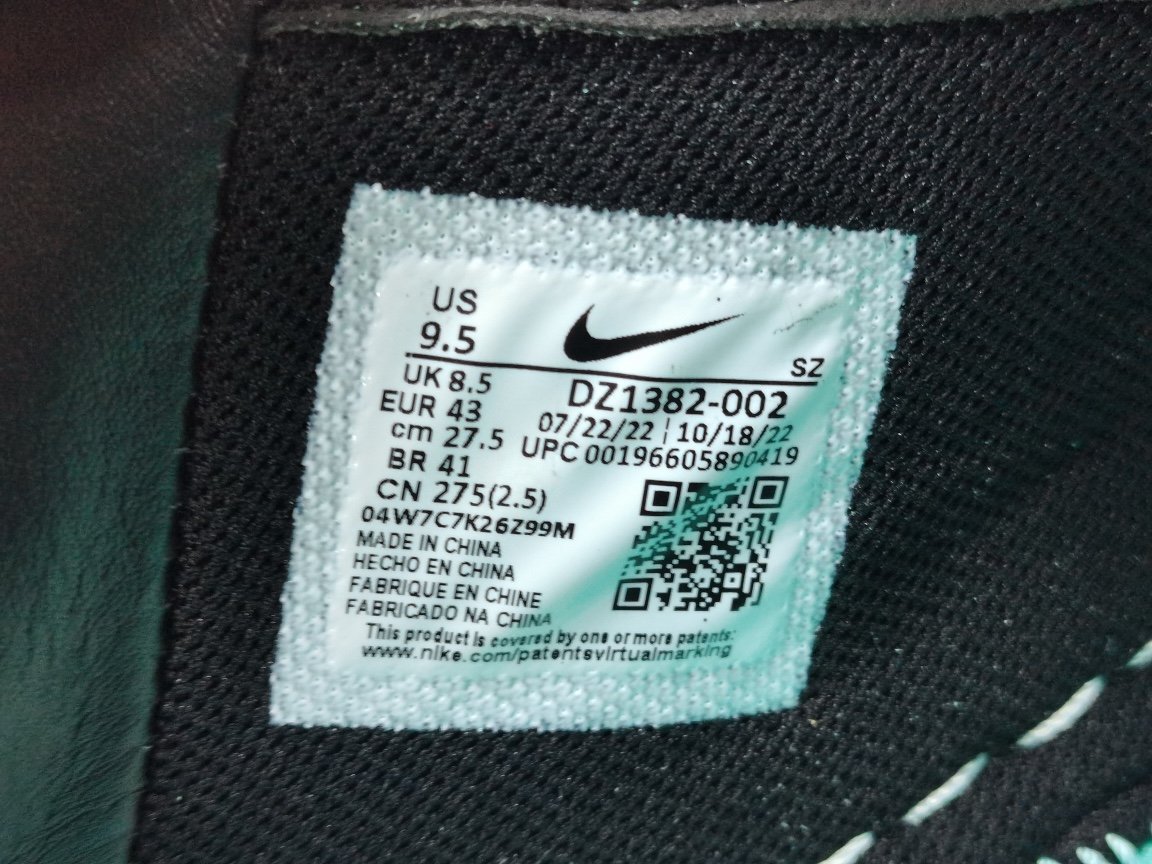 US
9.5
SZ
UK 8.5
DZ1382-002
EUR 43
07/22/22 | 10/18/22
cm 27.5
UPC 00196605890419
BR 41
CN 275(2.5)
04W7C7K26Z99M
MADE IN CHINA
HECHO EN CHINA
FABRIQUE EN CHINE
FABRICADO NA CHINA
This product is covered by one or more patents:
www.nike.com/patentsvirtualmarking